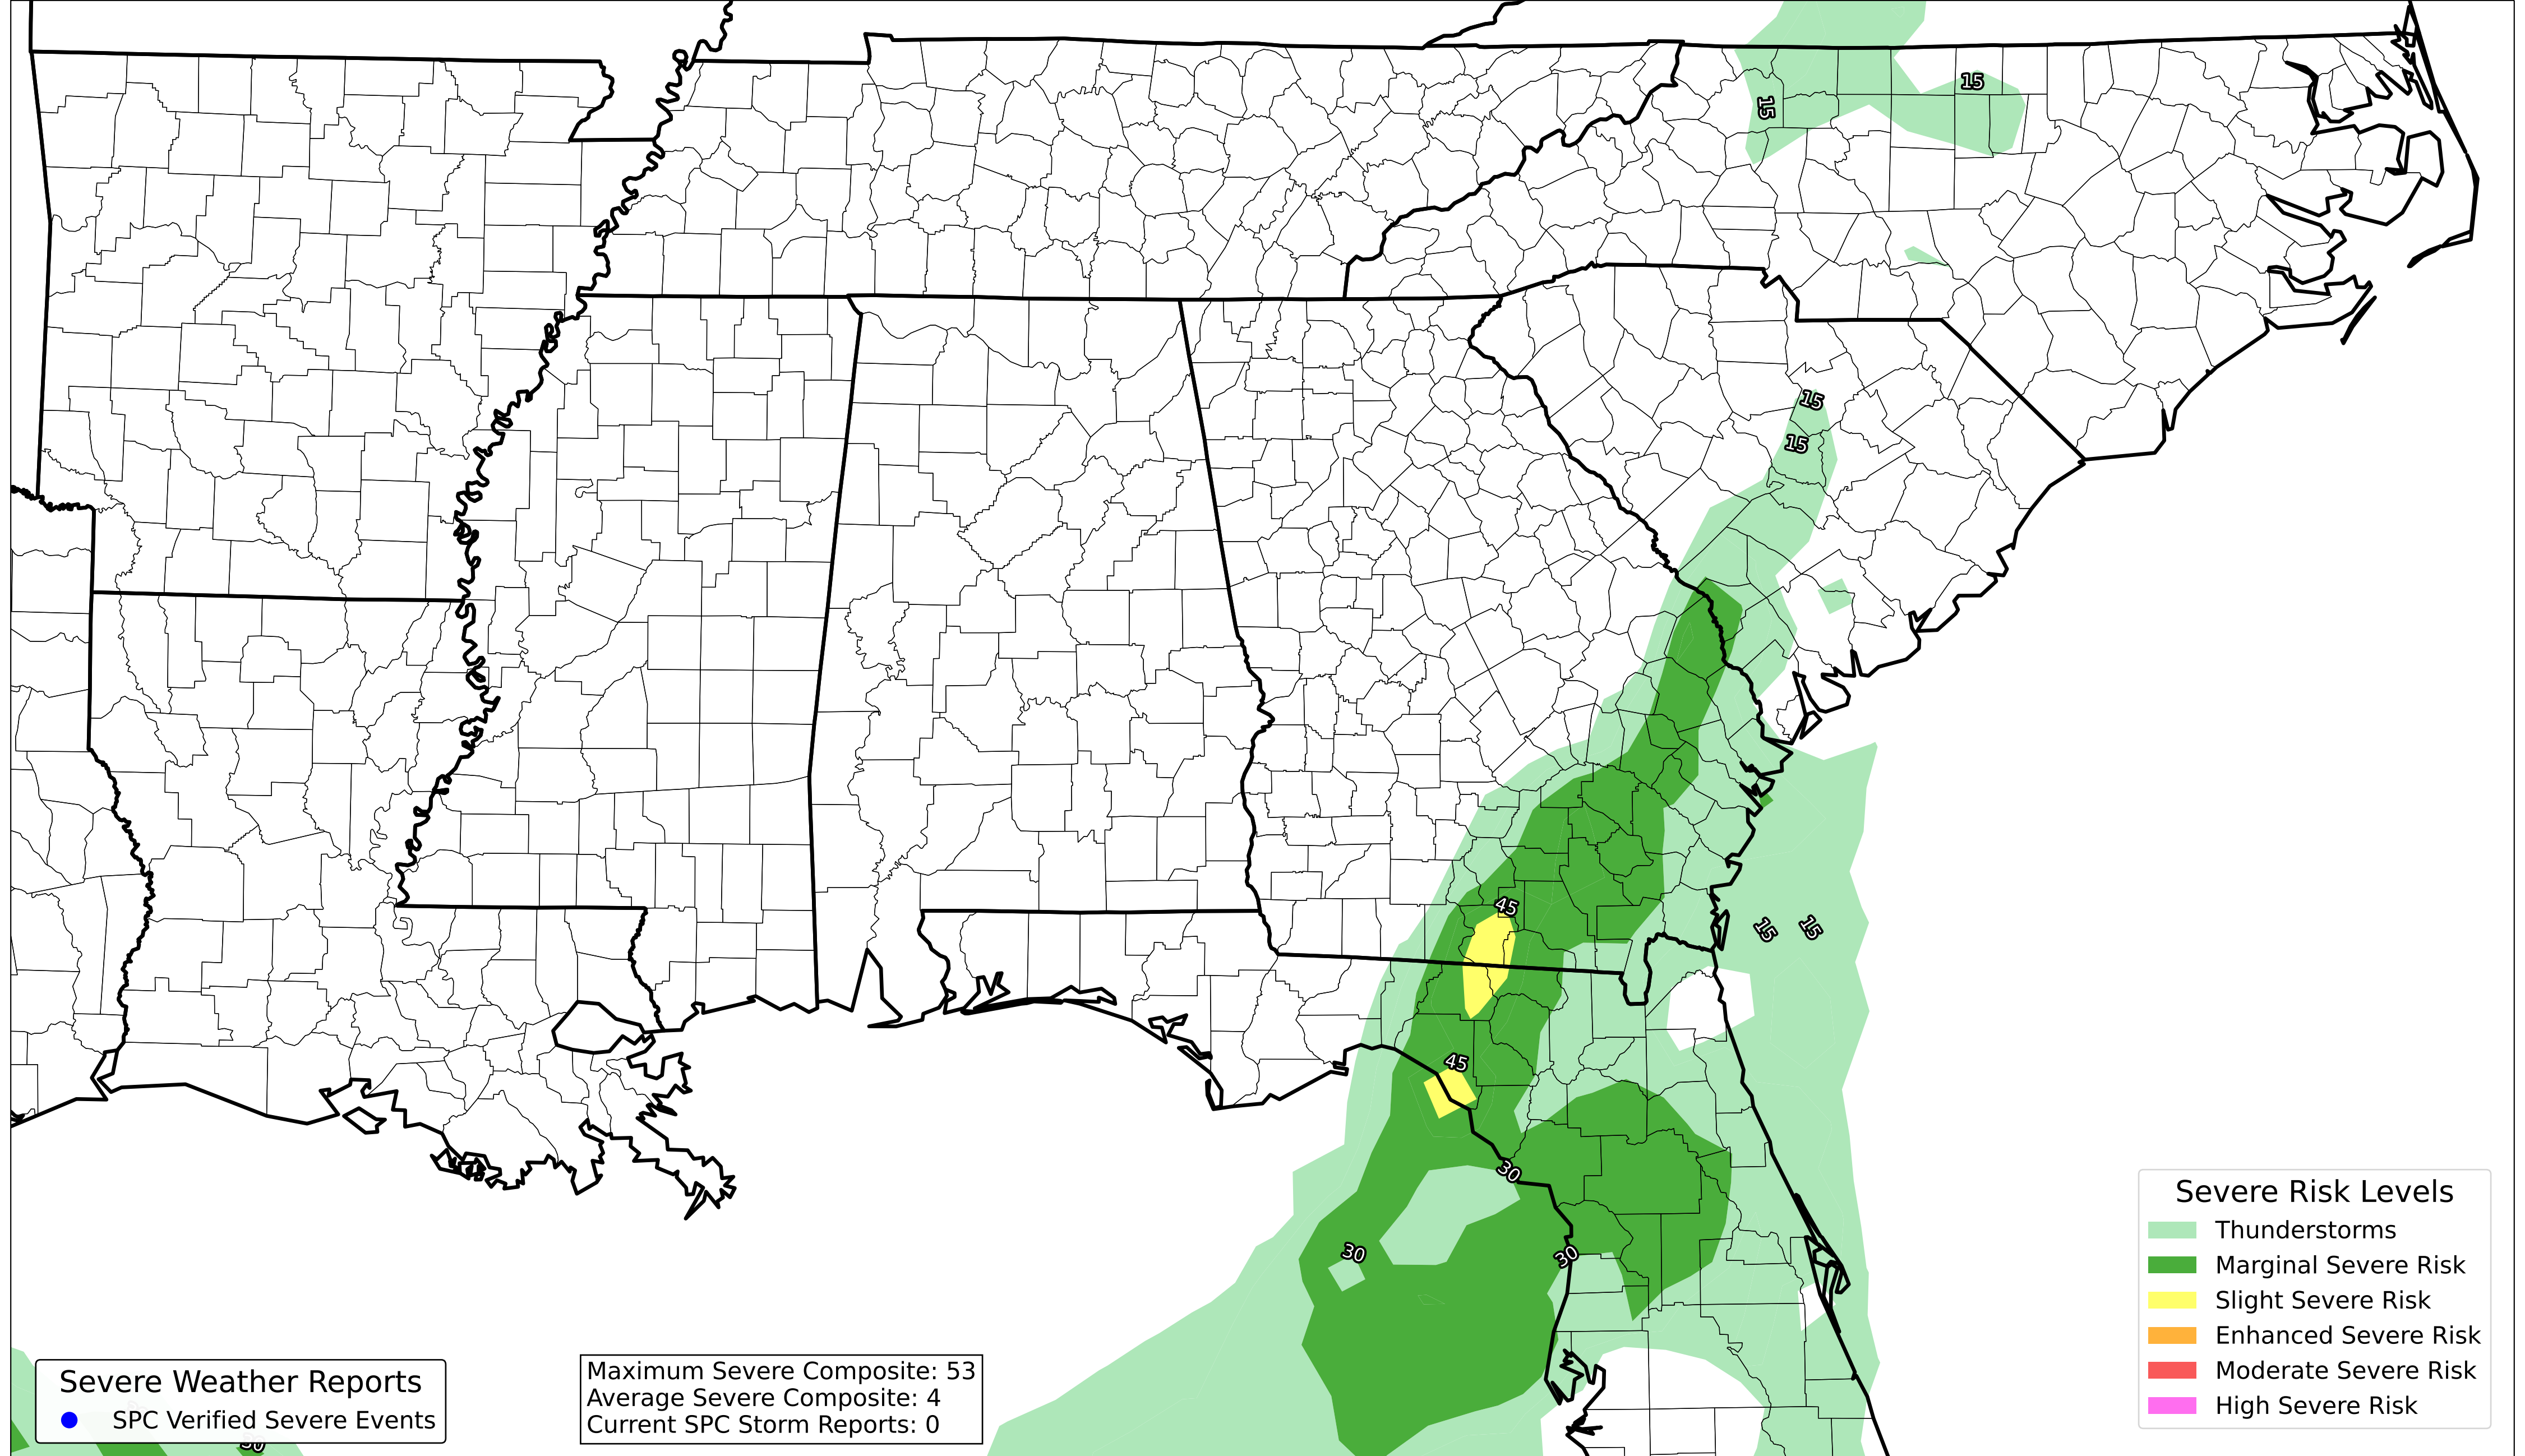 15
15
15
15
45
15
15
45
30
30
30
Severe Risk Levels
Thunderstorms
Marginal Severe Risk
Slight Severe Risk
Enhanced Severe Risk
Moderate Severe Risk
High Severe Risk
Severe Weather Reports
SPC Verified Severe Events
Maximum Severe Composite: 53
Average Severe Composite: 4
Current SPC Storm Reports: 0